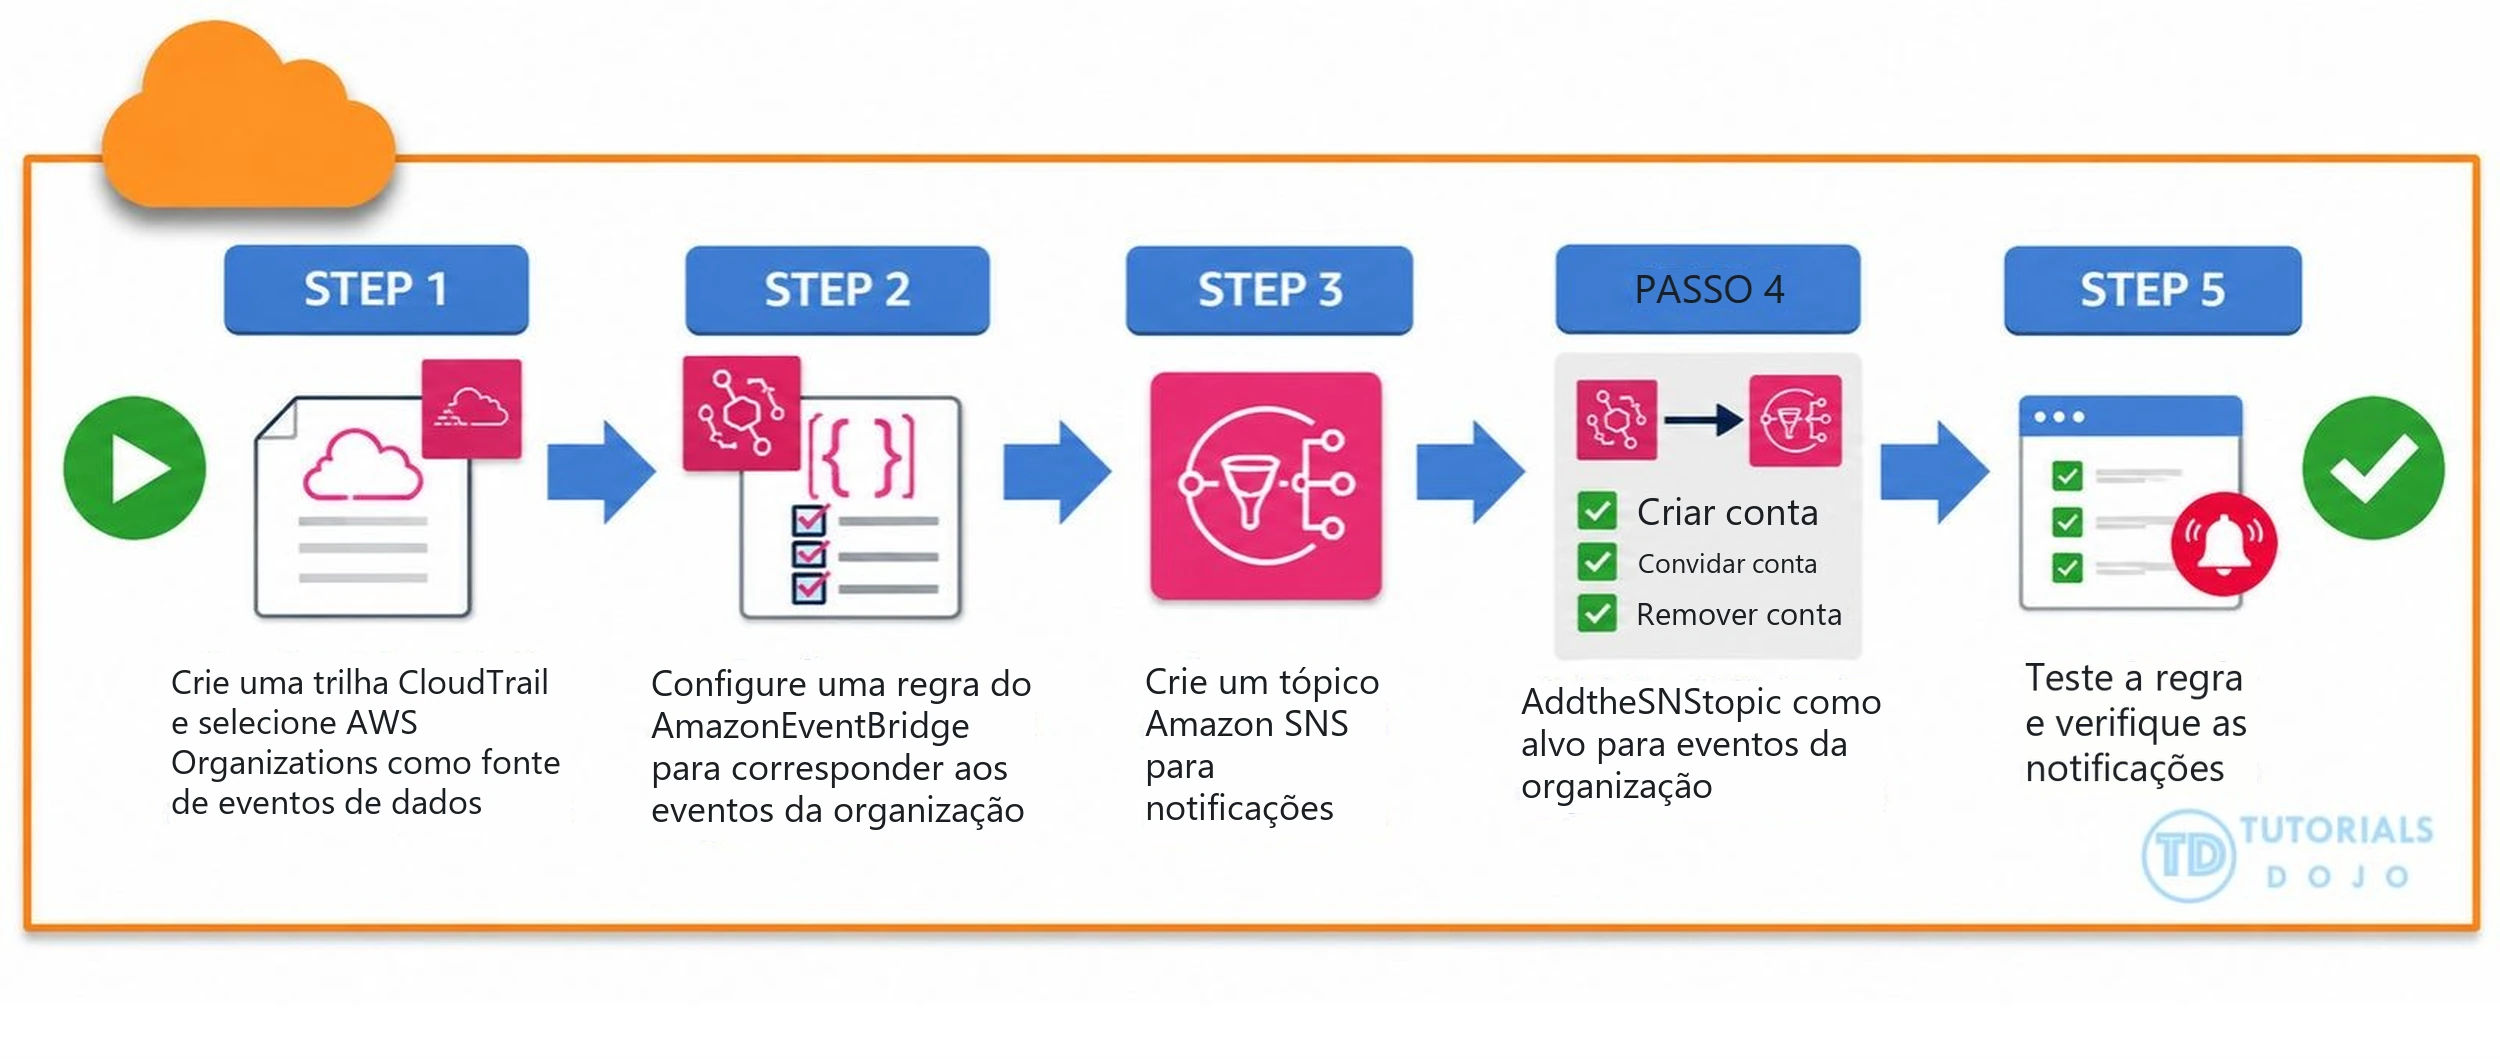 STEP 1
STEP 2
STEP 3
PASSO 4
STEP 5
Criar conta
Convidar conta
Remover conta
Crie uma trilha CloudTrail
e selecione AWS
Organizations como fonte
de eventos de dados
Configure uma regra do
AmazonEventBridge
para corresponder aos
eventos da organização
Crie um tópico
Amazon SNS
para
notificações
AddtheSNStopic como
alvo para eventos da
organização
Teste a regra
e verifique as
notificações
TD
TUTORIALS
DOJO